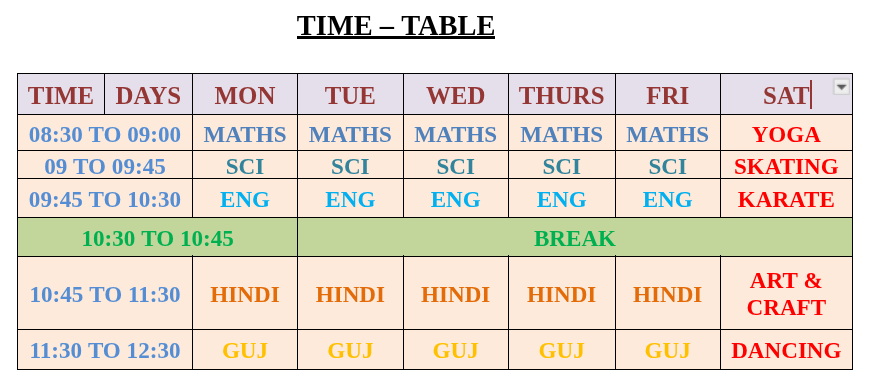 TIME – TABLE
TIME DAYS MON TUE WED THURS FRI SAT
08:30 TO 09:00 MATHS MATHS MATHS MATHS MATHS YOGA
09 TO 09:45 SCI SCI SCI SCI SCI SKATING
09:45 TO 10:30 ENG ENG ENG ENG ENG KARATE
10:30 TO 10:45 BREAK
10:45 TO 11:30 HINDI HINDI HINDI HINDI HINDI ART &
CRAFT
11:30 TO 12:30 GUJ GUJ GUJ GUJ GUJ DANCING